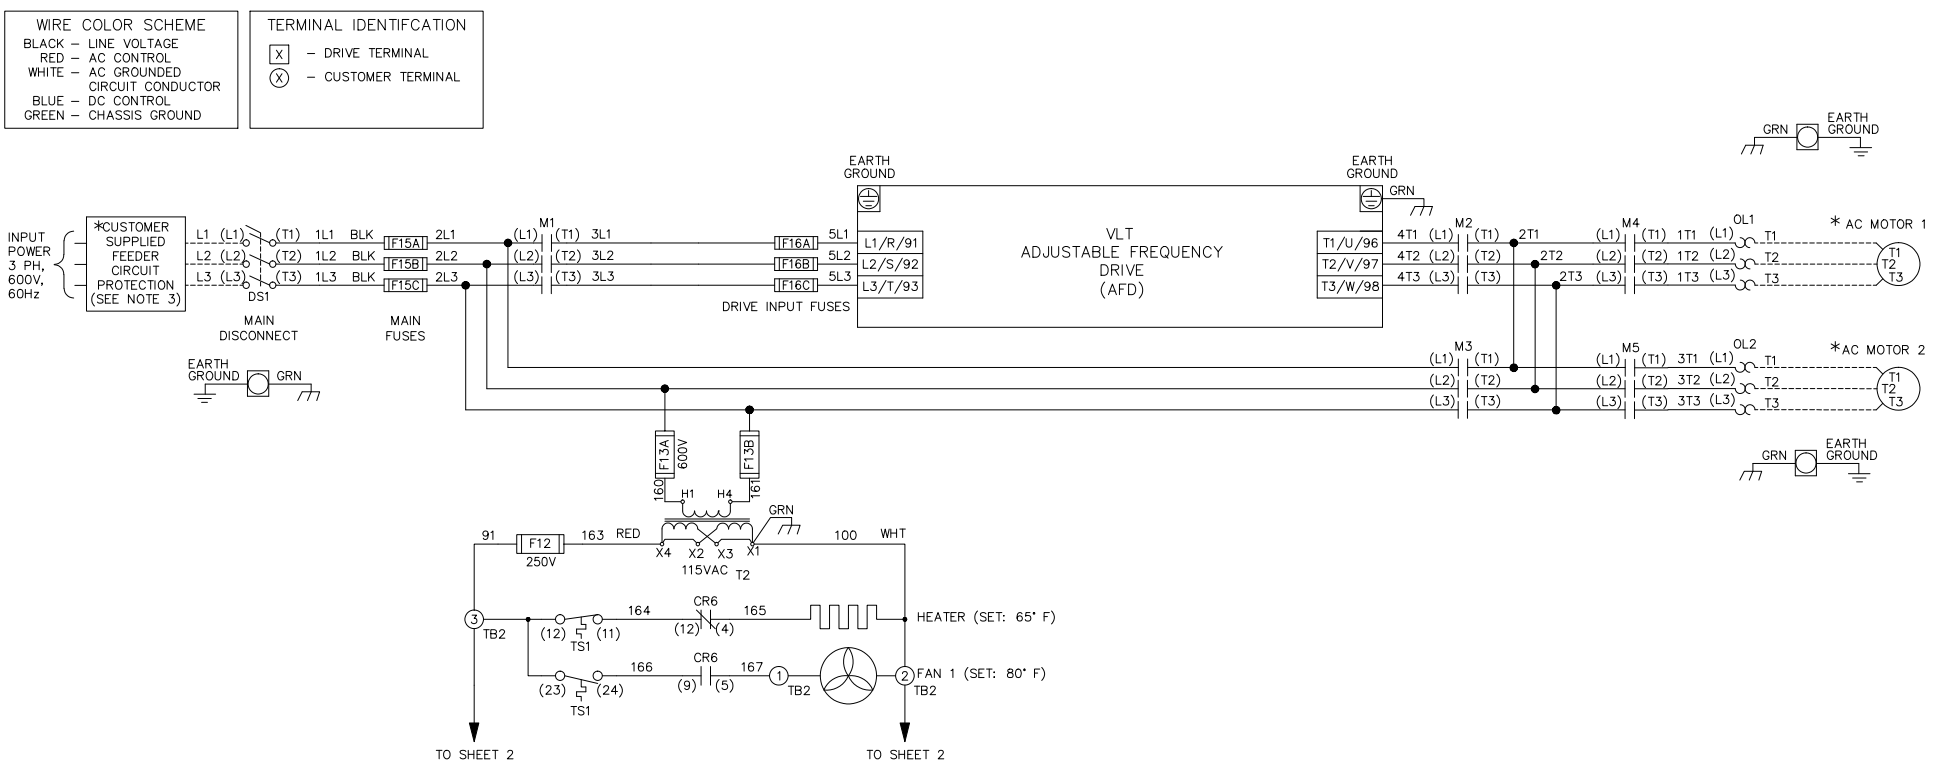 WIRE COLOR SCHEME
BLACK – LINE VOLTAGE
RED – AC CONTROL
WHITE – AC GROUNDED
CIRCUIT CONDUCTOR
BLUE – DC CONTROL
GREEN – CHASSIS GROUND
TERMINAL IDENTIFCATION
X – DRIVE TERMINAL
X – CUSTOMER TERMINAL
GRN
EARTH
GROUND
EARTH
GROUND
EARTH
GROUND
GRN
INPUT
POWER
3 PH,
600V,
60Hz
*CUSTOMER
SUPPLIED
FEEDER
CIRCUIT
PROTECTION
(SEE NOTE 3)
L1 (L1) (T1) 1L1 BLK F15A 2L1 (L1) M1 (T1) 3L1 F16A 5L1 L1/R/91
L2 (L2) (T2) 1L2 BLK F15B 2L2 (L2) (T2) 3L2 F16B 5L2 L2/S/92
L3 (L3) (T3) 1L3 BLK F15C 2L3 (L3) (T3) 3L3 F16C 5L3 L3/T/93
DS1
MAIN
DISCONNECT
MAIN
FUSES
DRIVE INPUT FUSES
VLT
ADJUSTABLE FREQUENCY
DRIVE
(AFD)
T1/U/96 4T1 (L1) M2 (T1) 2T1 (L1) M4 (T1) 1T1 (L1) OL1 T1
T2/V/97 4T2 (L2) (T2) 2T2 (L2) (T2) 1T2 (L2) T2
T3/W/98 4T3 (L3) (T3) 2T3 (L3) (T3) 1T3 (L3) T3
* AC MOTOR 1
T1
T2
T3
EARTH
GROUND
GRN
(L1) M3 (T1) (L1) M5 (T1) 3T1 (L1) OL2 T1
(L2) (T2) (L2) (T2) 3T2 (L2) T2
(L3) (T3) (L3) (T3) 3T3 (L3) T3
*AC MOTOR 2
T1
T2
T3
GRN
EARTH
GROUND
F13A
600V
F13B
160
161
H1 H4
GRN
91 F12 163 RED
250V
X4 X2 X3 X1
100 WHT
115VAC T2
3
TB2
(12) (11)
TS1
164
CR6
(12) (4)
165
HEATER (SET: 65° F)
(23) (24)
TS1
166
CR6
(9) (5)
167
1
TB2
2
TB2
FAN 1 (SET: 80° F)
TO SHEET 2
TO SHEET 2